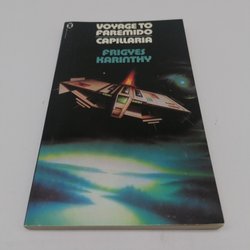 VOYAGE TO
FAREMIDO
CAPILLARIA
FRIGYES
KARINTHY